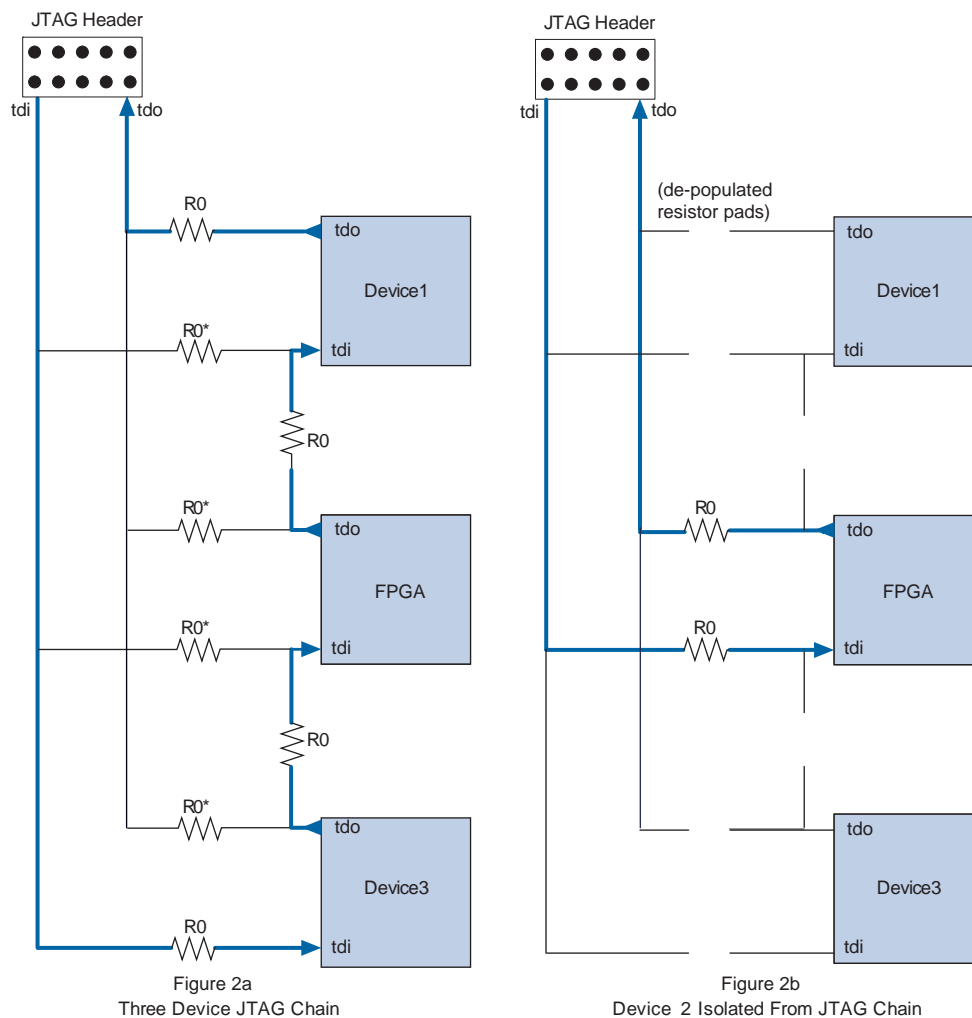 JTAG Header
tdi
tdo
R0
tdo
Device1
R0*
tdi
R0
R0*
tdo
FPGA
R0*
tdi
R0
R0*
tdo
Device3
R0
tdi
Figure 2a
Three Device JTAG Chain
JTAG Header
tdi
tdo
(de-populated
resistor pads)
tdo
Device1
tdi
R0
tdo
FPGA
R0
tdi
tdo
Device3
tdi
Figure 2b
Device 2 Isolated From JTAG Chain